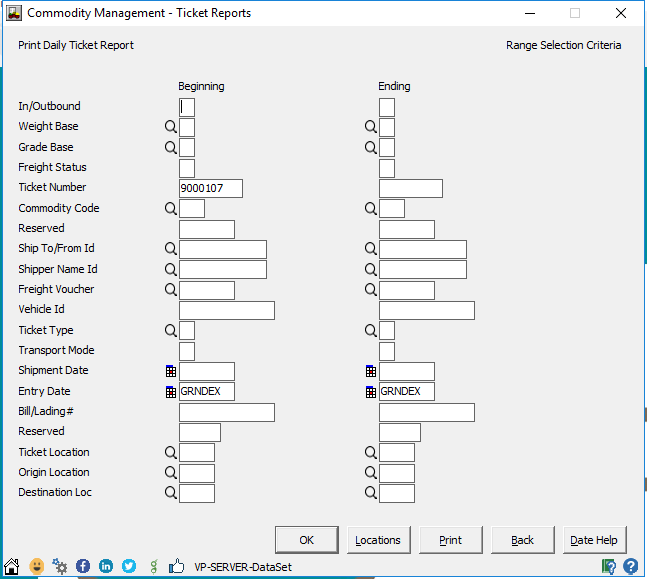 Commodity Management - Ticket Reports
Print Daily Ticket Report Range Selection Criteria
Beginning Ending
In/Outbound
Weight Base
Grade Base
Freight Status
Ticket Number 9000107
Commodity Code
Reserved
Ship To/From Id
Shipper Name Id
Freight Voucher
Vehicle Id
Ticket Type
Transport Mode
Shipment Date
Entry Date GRNDEX GRNDEX
Bill/Lading#
Reserved
Ticket Location
Origin Location
Destination Loc
OK Locations Print Back Date Help
VP-SERVER-DataSet